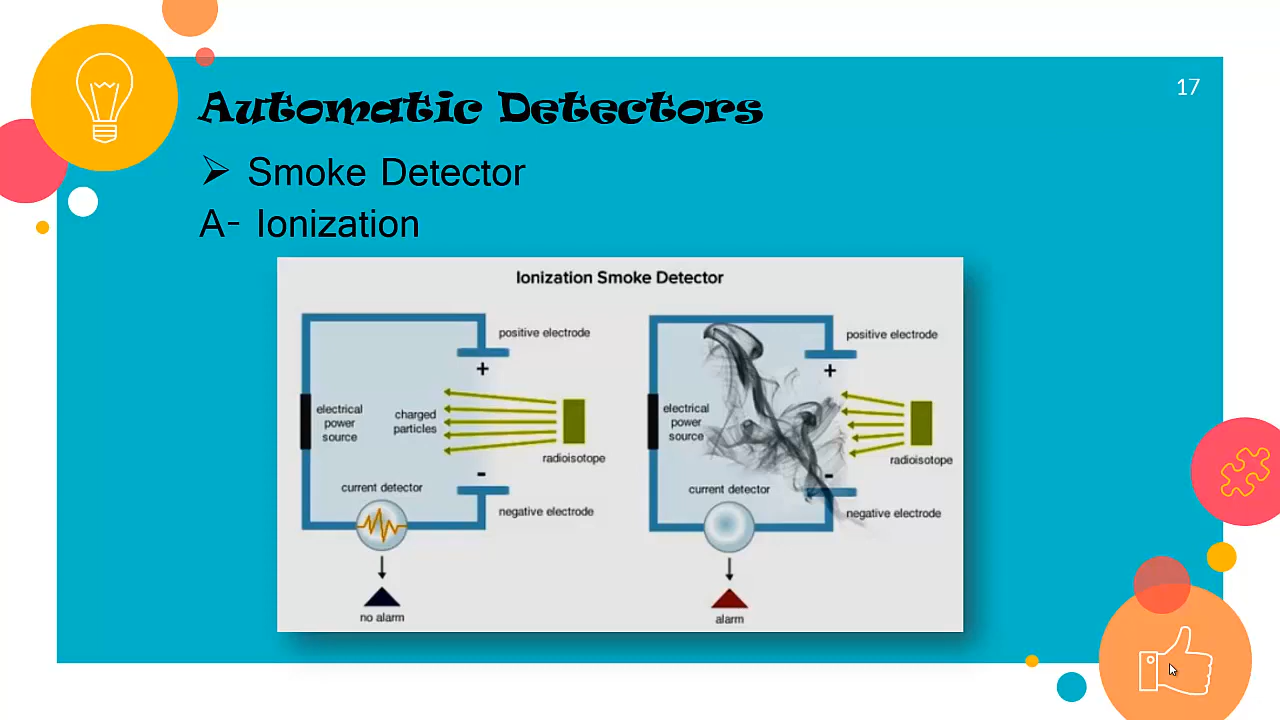 17
Automatic Detectors
➢ Smoke Detector
A- Ionization
Ionization Smoke Detector
positive electrode
+
electrical
power
source
charged
particles
radioisotope
-
current detector
negative electrode
no alarm
positive electrode
+
electrical
power
source
radioisotope
-
current detector
negative electrode
alarm